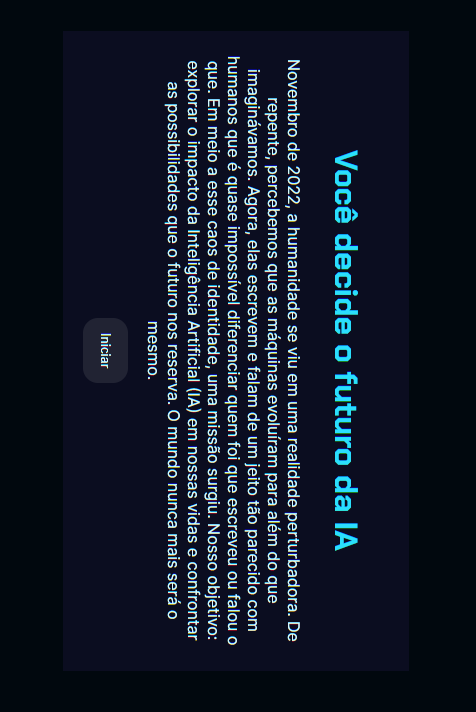 Você decide o futuro da IA
Novembro de 2022, a humanidade se viu em uma realidade perturbadora. De
repente, percebemos que as máquinas evoluíram para além do que
imaginávamos. Agora, elas escrevem e falam de um jeito tão parecido com
humanos que é quase impossível diferenciar quem foi que escreveu ou falou o
que. Em meio a esse caos de identidade, uma missão surgiu. Nosso objetivo:
explorar o impacto da Inteligência Artificial (IA) em nossas vidas e confrontar
as possibilidades que o futuro nos reserva. O mundo nunca mais será o
mesmo.
Iniciar